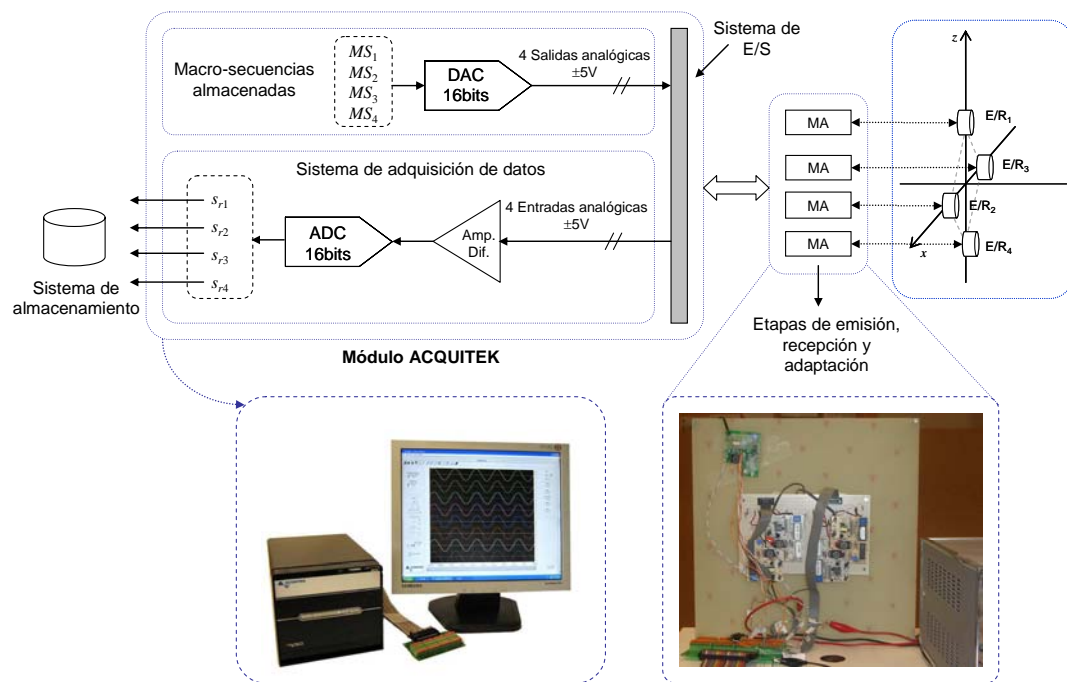 Macro-secuencias
almacenadas
MS1
MS2
MS3
MS4
DAC
16bits
4 Salidas analógicas
±5V
Sistema de
E/S
Sistema de adquisición de datos
sr1
sr2
sr3
sr4
ADC
16bits
Amp.
Dif.
4 Entradas analógicas
±5V
Sistema de
almacenamiento
Módulo ACQUITEK
MA
MA
MA
MA
Etapas de emisión,
recepción y
adaptación
z
E/R1
E/R3
E/R2
E/R4
x